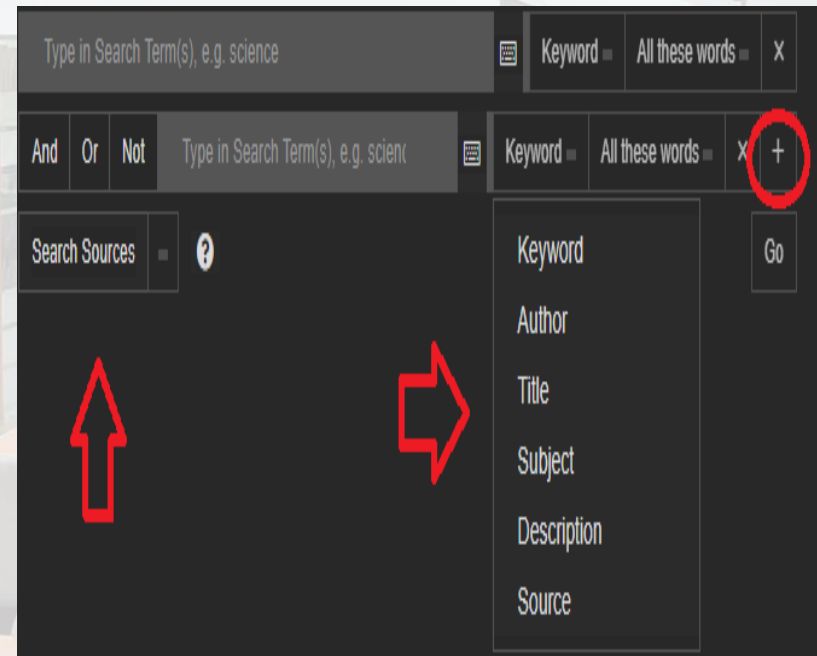 Type in Search Term(s), e.g. science Keyword All these words X
And Or Not Type in Search Term(s), e.g. scienc Keyword All these words X +
Search Sources ? Go
Keyword
Author
Title
Subject
Description
Source